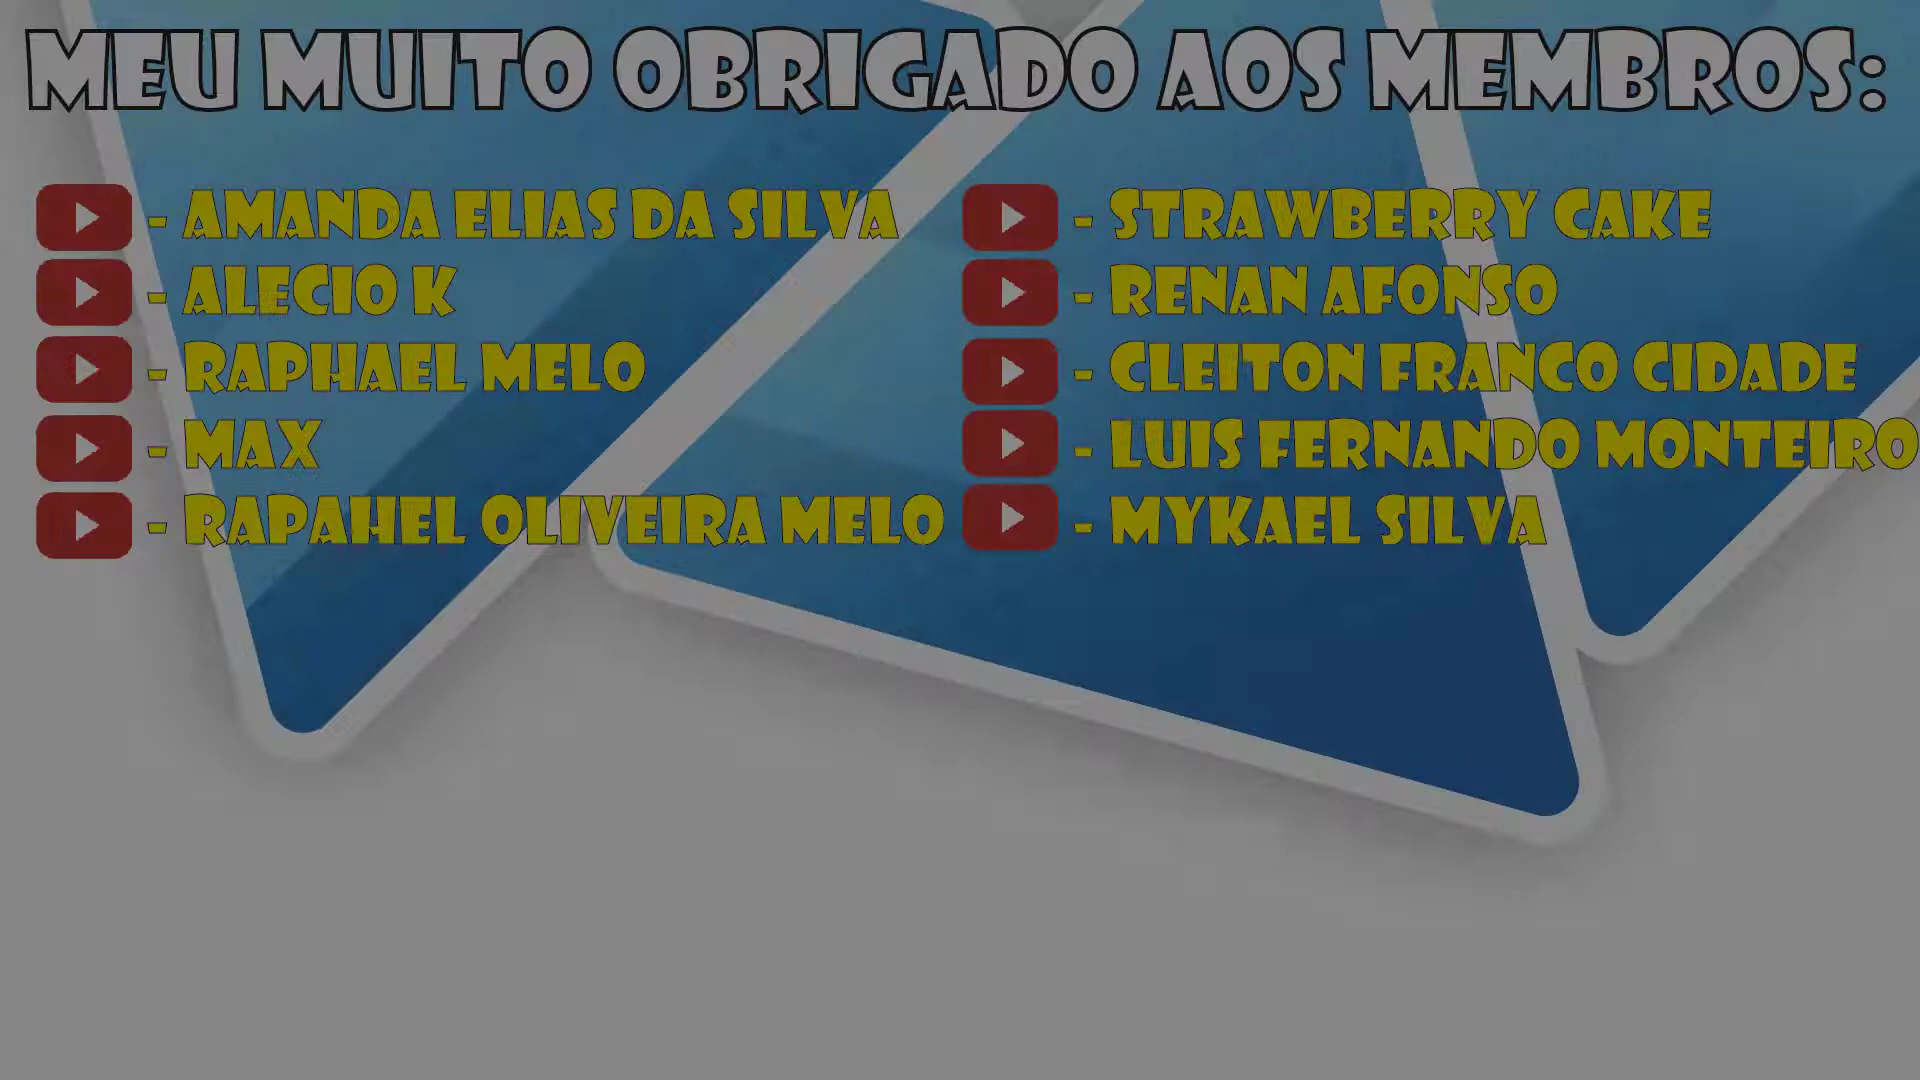 MEU MUITO OBRIGADO AOS MEMBROS:
- AMANDA ELIAS DA SILVA
- ALECIO K
- RAPHAEL MELO
- MAX
- RAPAHEL OLIVEIRA MELO
- STRAWBERRY CAKE
- RENAN AFONSO
- CLEITON FRANCO CIDADE
- LUIS FERNANDO MONTEIRO
- MYKAEL SILVA